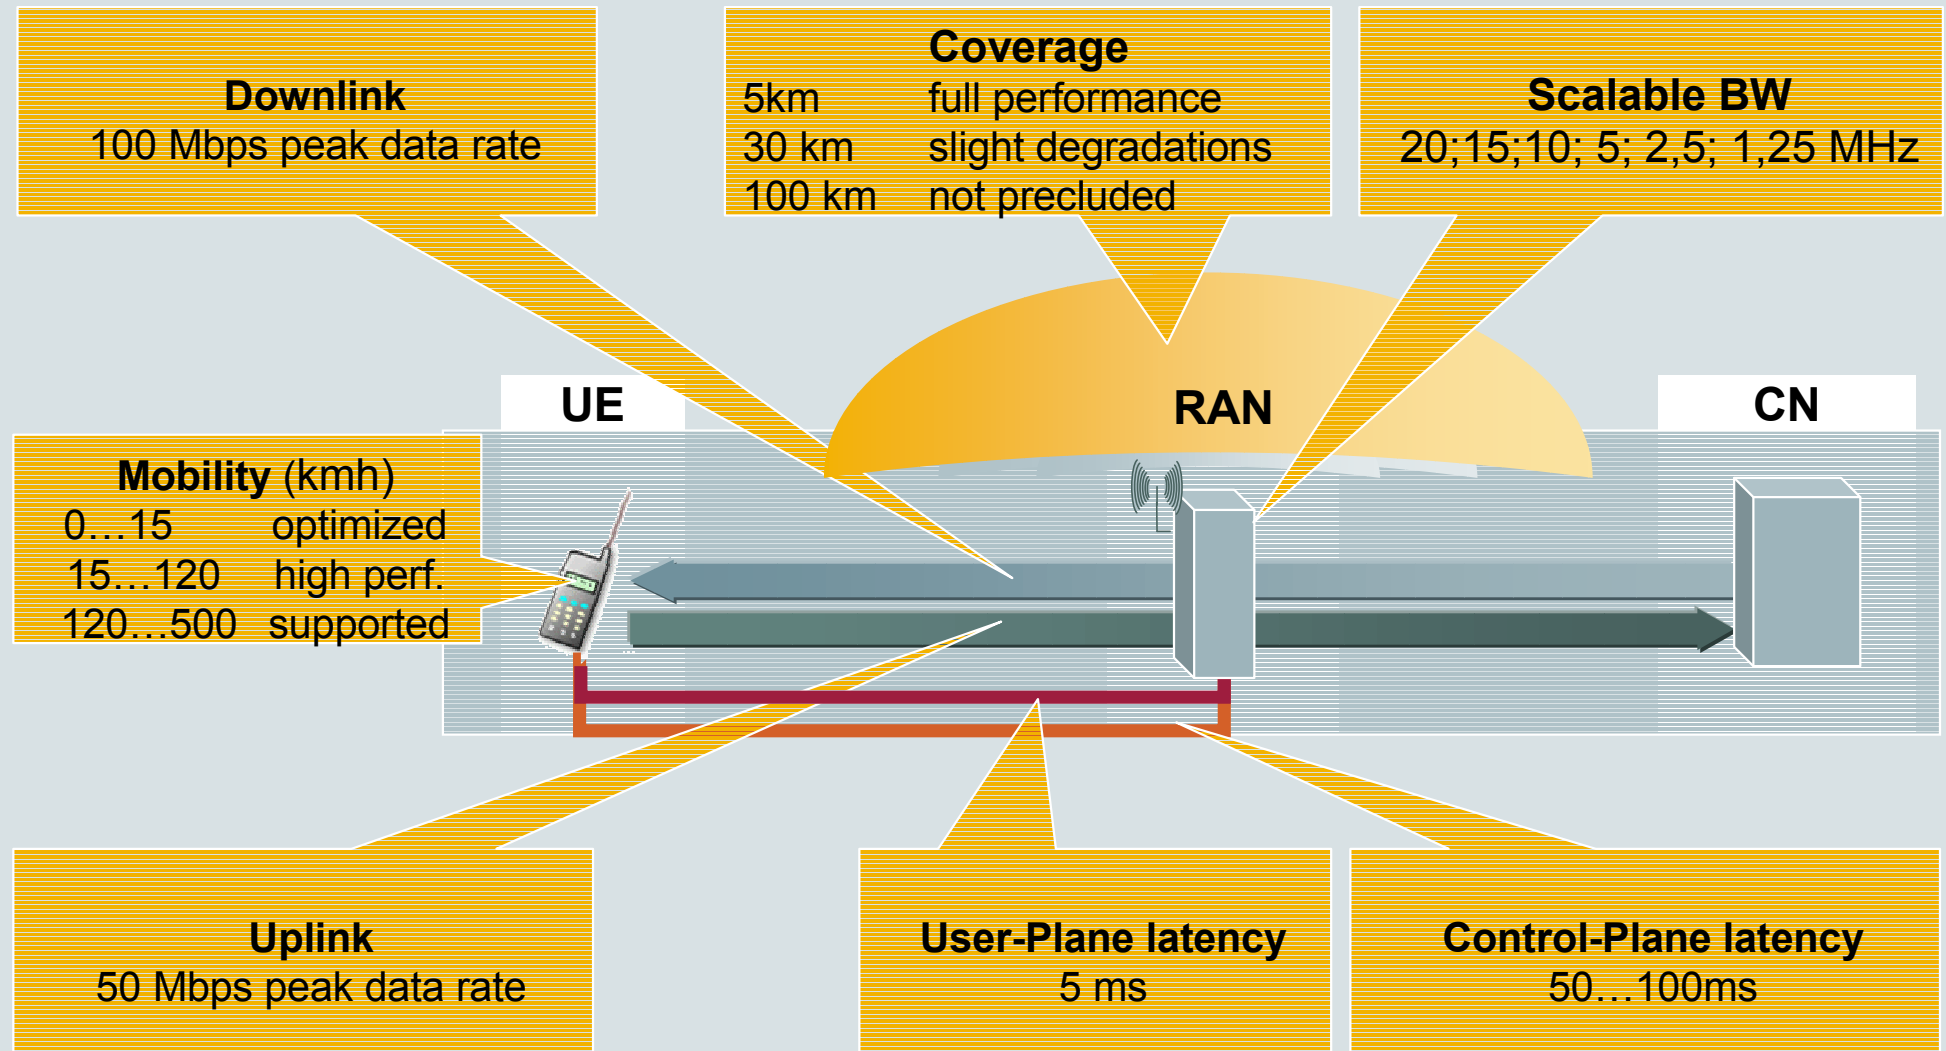 Downlink
100 Mbps peak data rate
Coverage
5km full performance
30 km slight degradations
100 km not precluded
Scalable BW
20;15;10; 5; 2,5; 1,25 MHz
UE
RAN
CN
Mobility (kmh)
0…15 optimized
15…120 high perf.
120…500 supported
Uplink
50 Mbps peak data rate
User-Plane latency
5 ms
Control-Plane latency
50…100ms